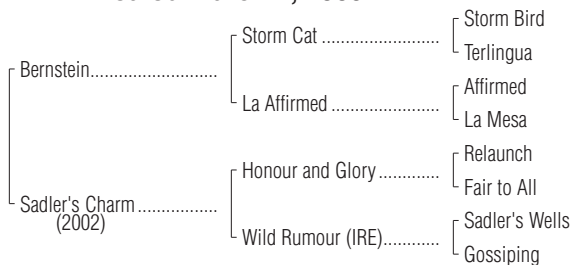 Storm Bird
Storm Cat ........................
Terlingua
Bernstein..........................
Affirmed
La Affirmed ......................
La Mesa
Relaunch
Honour and Glory ............
Fair to All
Sadler's Charm ................
(2002)
Sadler's Wells
Wild Rumour (IRE)...........
Gossiping